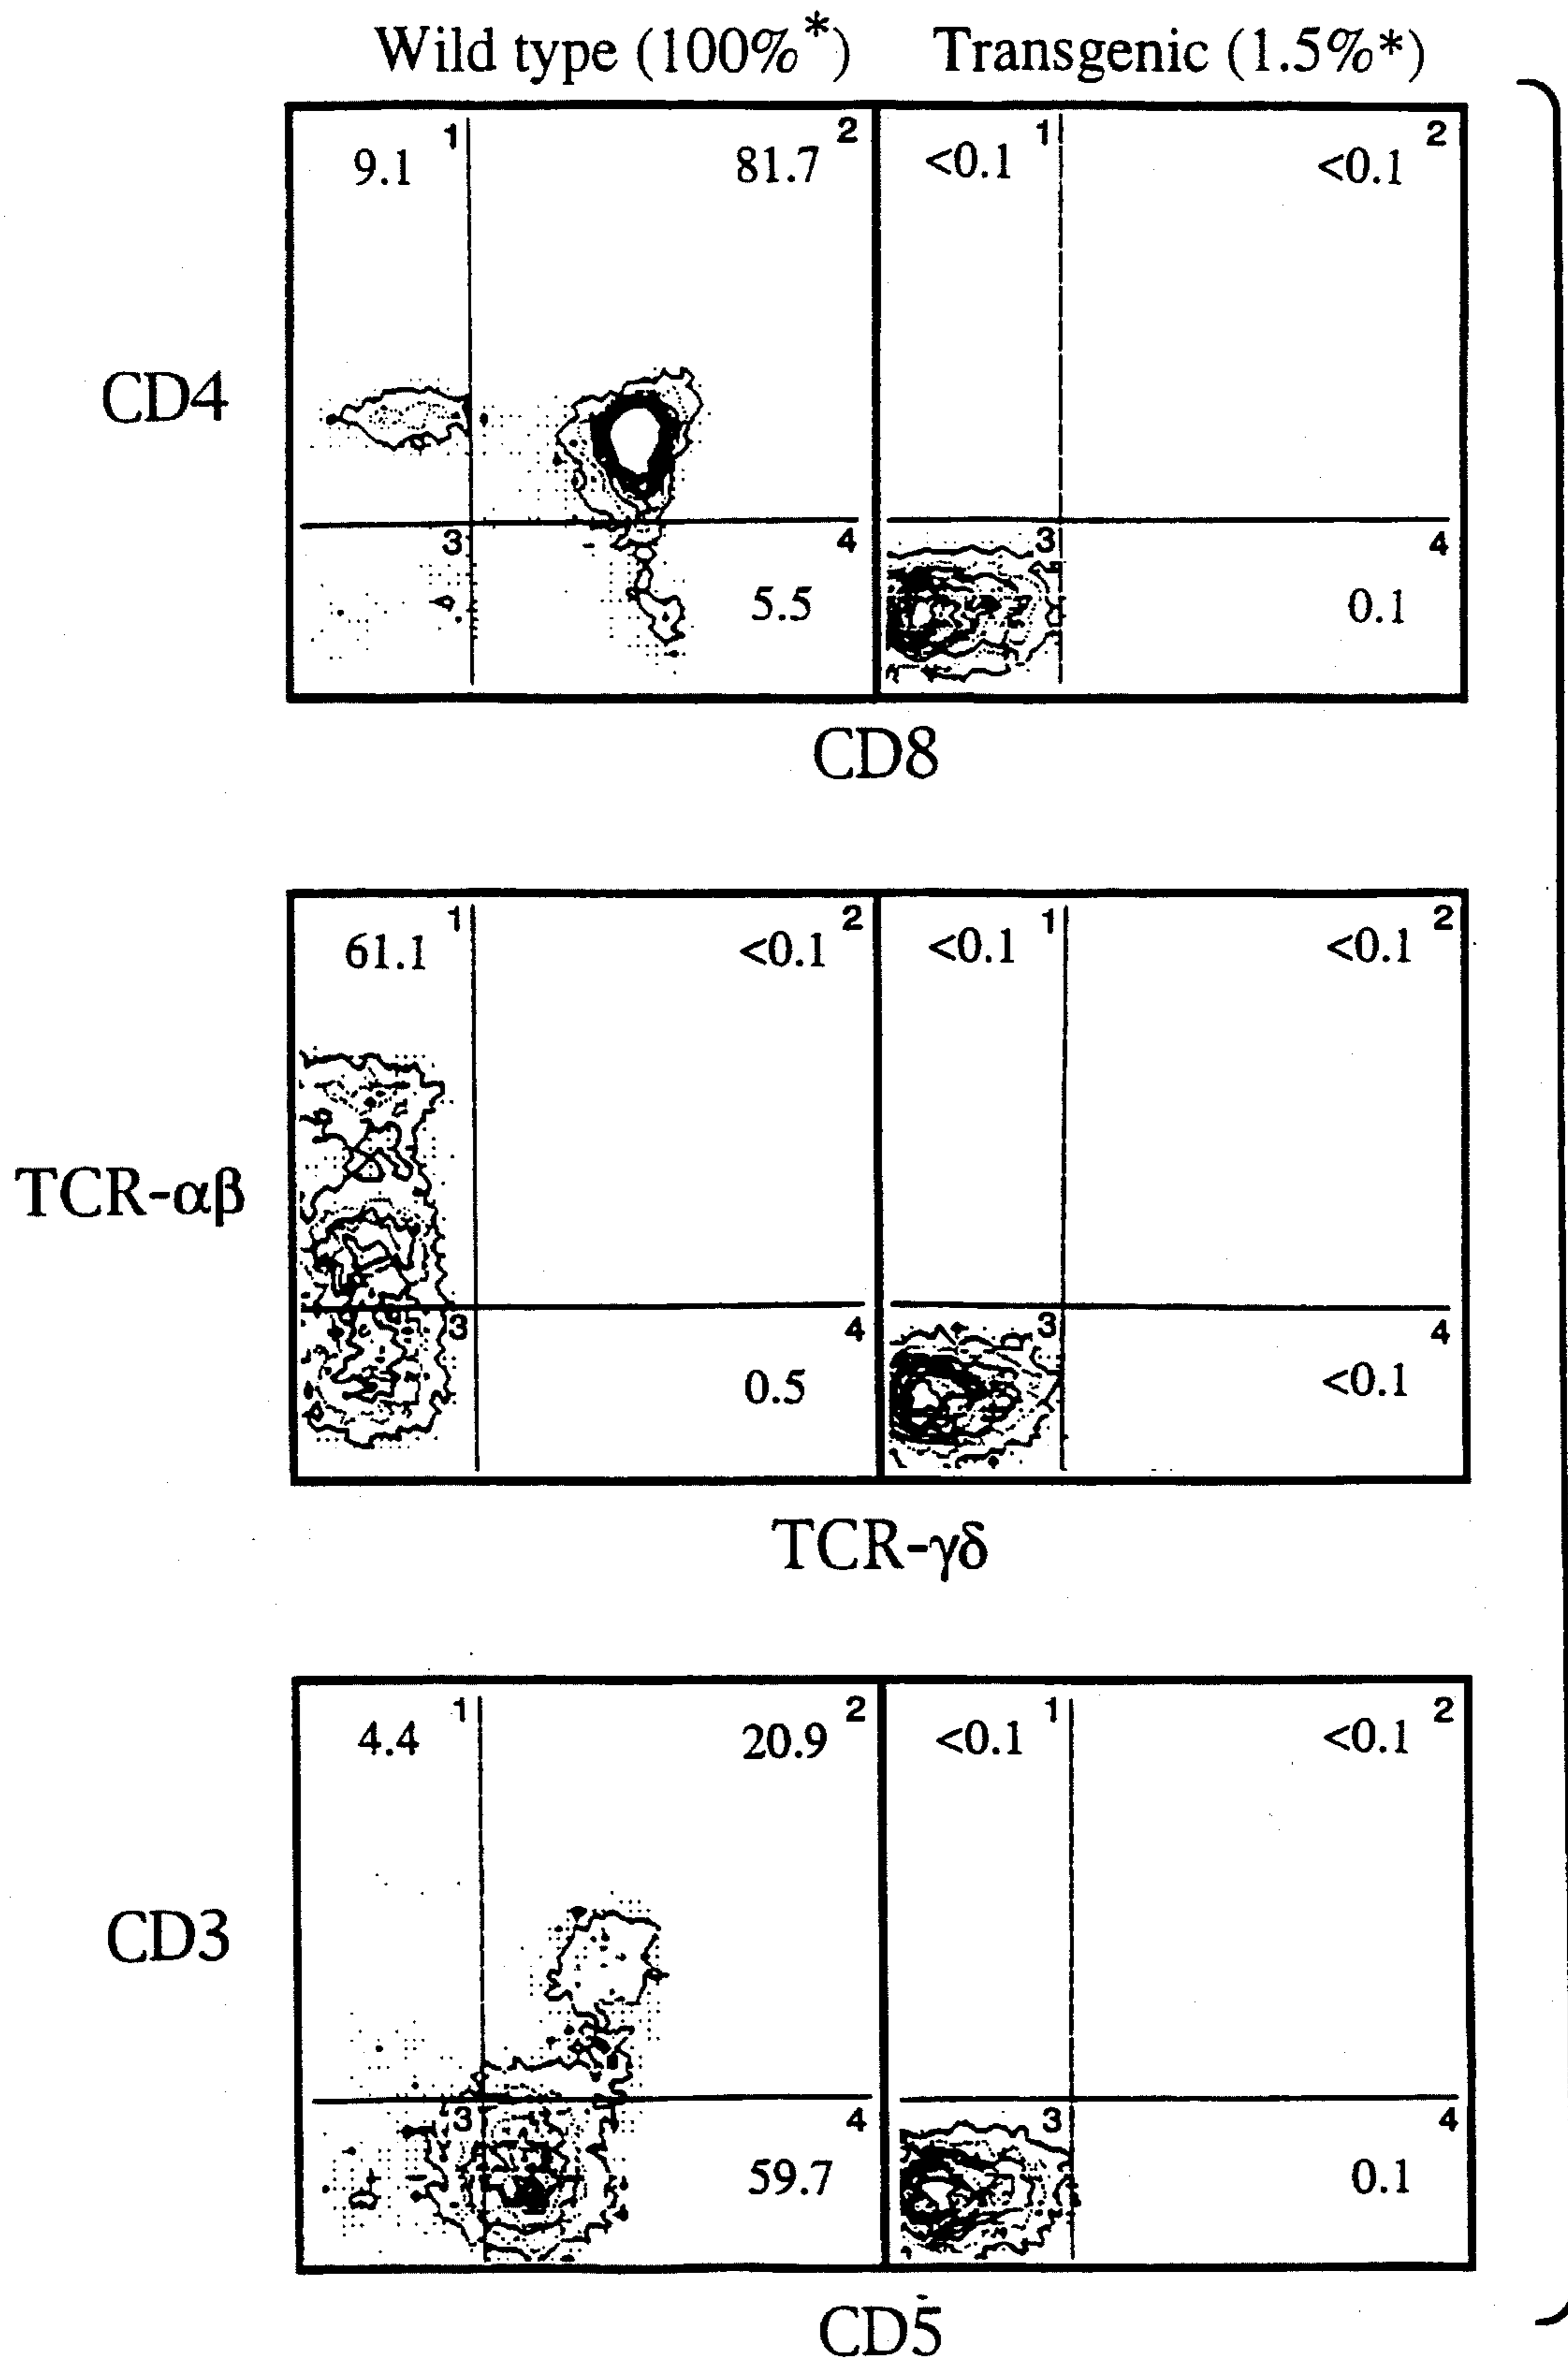 Wild type (100%*) Transgenic (1.5%*)
1 2 1 2
9.1 81.7 <0.1 <0.1
CD4
3 4 3 4
5.5 0.1
CD8
1 2 1 2
61.1 <0.1 <0.1 <0.1
TCR-αβ
3 4 3 4
0.5 <0.1
TCR-γδ
1 2 1 2
4.4 20.9 <0.1 <0.1
CD3
3 4 3 4
59.7 0.1
CD5